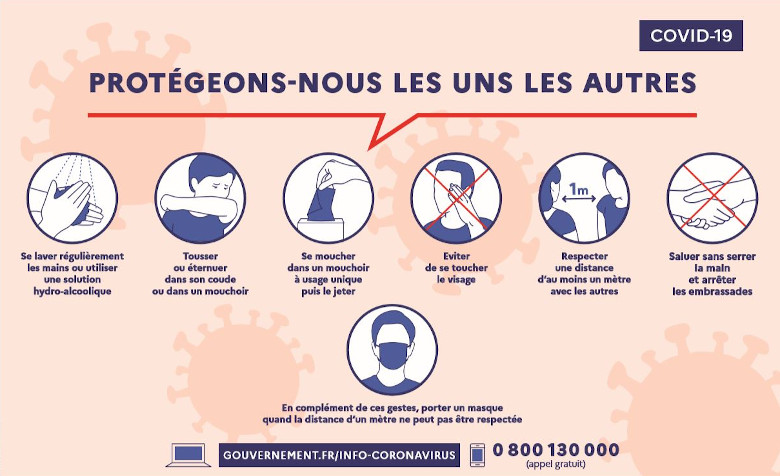 COVID-19
PROTÉGEONS-NOUS LES UNS LES AUTRES
Se laver régulièrement
les mains ou utiliser
une solution
hydro-alcoolique
Tousser
ou éternuer
dans son coude
ou dans un mouchoir
Se moucher
dans un mouchoir
à usage unique
puis le jeter
Eviter
de se toucher
le visage
1m
Respecter
une distance
d'au moins un mètre
avec les autres
Saluer sans serrer
la main
et arrêter
les embrassades
En complément de ces gestes, porter un masque
quand la distance d'un mètre ne peut pas être respectée
GOUVERNEMENT.FR/INFO-CORONAVIRUS
0 800 130 000
(appel gratuit)